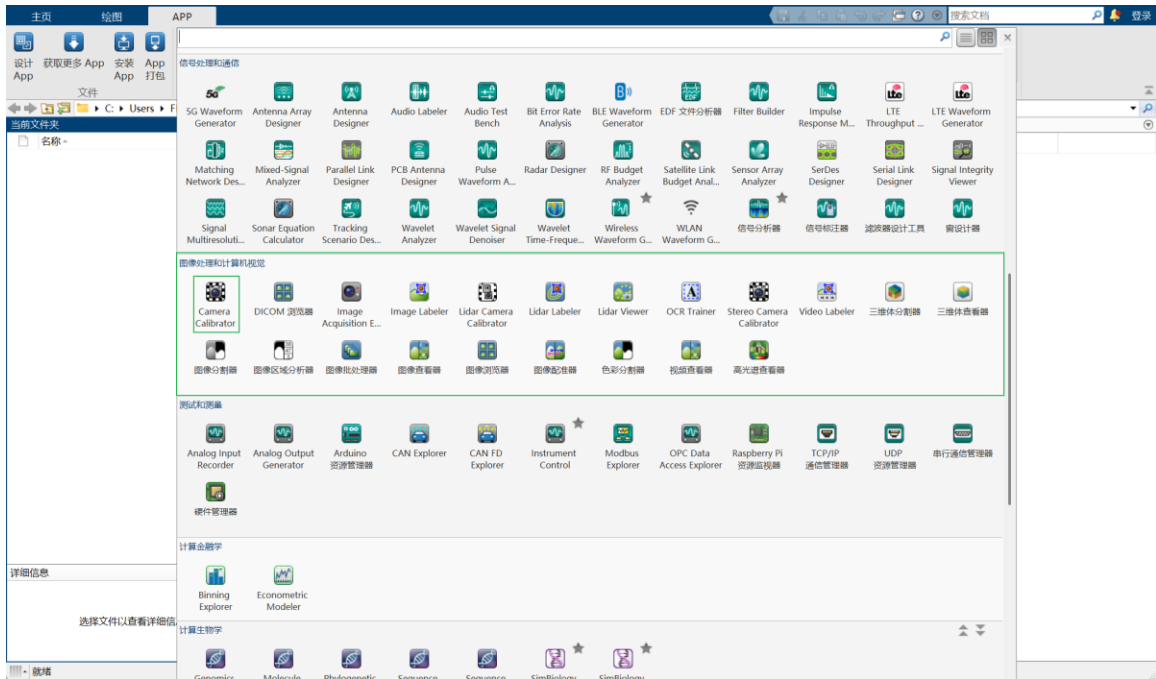 主页 绘图 APP
搜索文档 登录
设计 App
获取更多 App
安装 App
App 打包
文件
C: ▸ Users ▸ F
当前文件夹
名称
信号处理和通信
5G Waveform Generator
Antenna Array Designer
Antenna Designer
Audio Labeler
Audio Test Bench
Bit Error Rate Analysis
BLE Waveform Generator
EDF 文件分析器
Filter Builder
Impulse Response M...
LTE Throughput ...
LTE Waveform Generator
Matching Network Des...
Mixed-Signal Analyzer
Parallel Link Designer
PCB Antenna Designer
Pulse Waveform A...
Radar Designer
RF Budget Analyzer
Satellite Link Budget Anal...
Sensor Array Analyzer
SerDes Designer
Serial Link Designer
Signal Integrity Viewer
Signal Multiresoluti...
Sonar Equation Calculator
Tracking Scenario Des...
Wavelet Analyzer
Wavelet Signal Denoiser
Wavelet Time-Freque...
Wireless Waveform G...
WLAN Waveform G...
信号分析器
信号标注器
滤波器设计工具
窗设计器
图像处理和计算机视觉
Camera Calibrator
DICOM 浏览器
Image Acquisition E...
Image Labeler
Lidar Camera Calibrator
Lidar Labeler
Lidar Viewer
OCR Trainer
Stereo Camera Calibrator
Video Labeler
三维体分割器
三维体查看器
图像分割器
图像区域分析器
图像批处理器
图像查看器
图像浏览器
图像配准器
色彩分割器
视频查看器
高光谱查看器
测试和测量
Analog Input Recorder
Analog Output Generator
Arduino 资源管理器
CAN Explorer
CAN FD Explorer
Instrument Control
Modbus Explorer
OPC Data Access Explorer
Raspberry Pi 资源监视器
TCP/IP 通信管理器
UDP 资源管理器
串行通信管理器
硬件管理器
计算金融学
Binning Explorer
Econometric Modeler
详细信息
选择文件以查看详细信
计算生物学
Genomics
Molecule
Phylogenetic
Sequence
Sequence
SimBiology
SimBiology
就绪